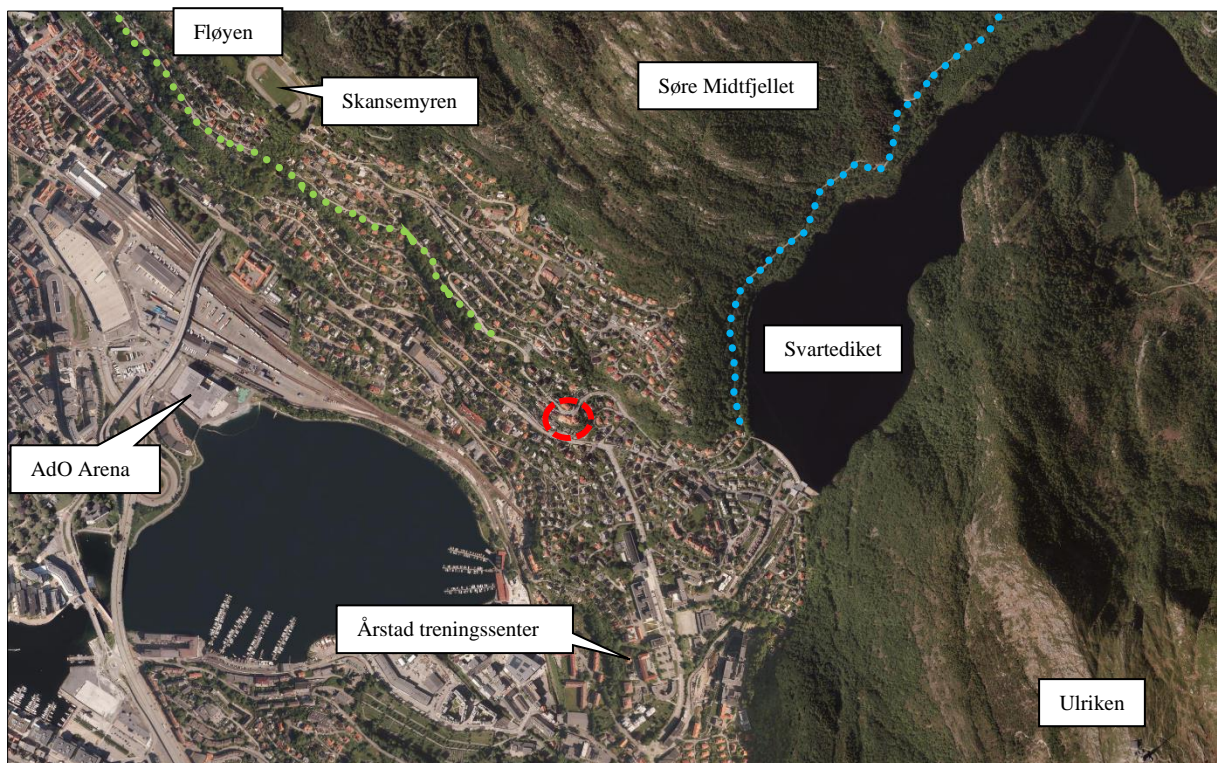 Fløyen
Skansemyren
Søre Midtfjellet
Svartediket
AdO Arena
Årstad treningssenter
Ulriken